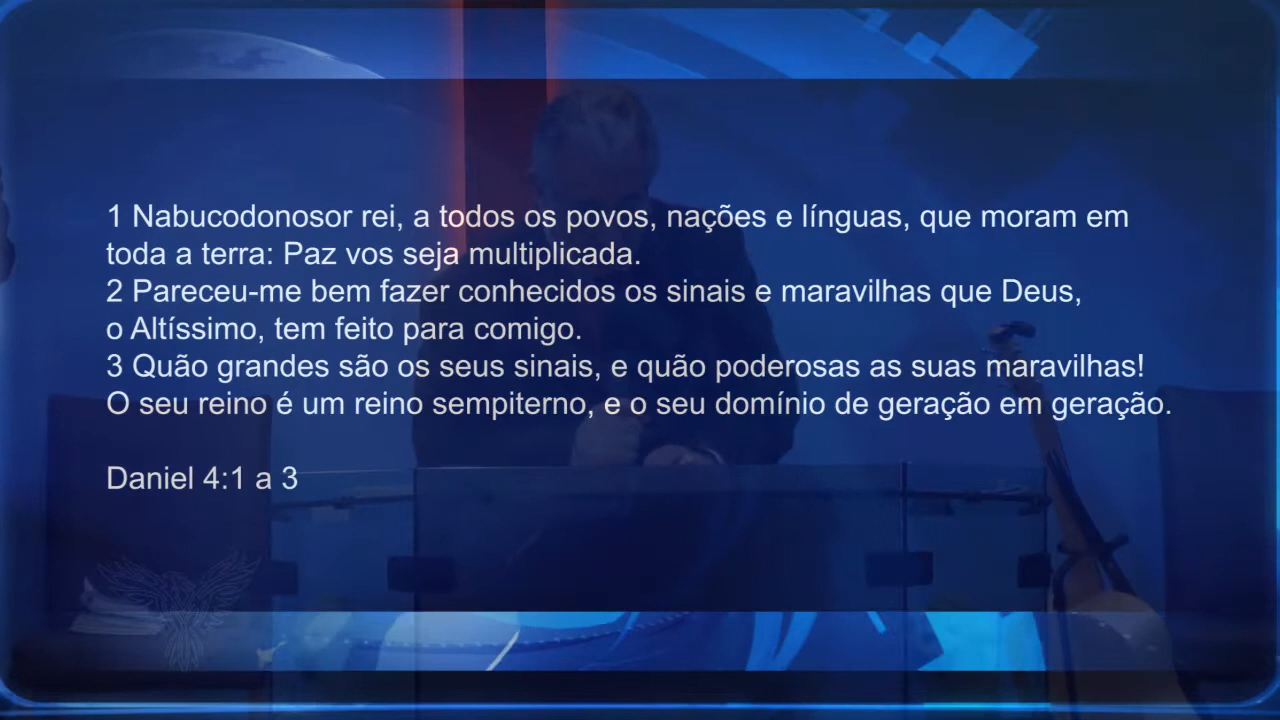 1 Nabucodonosor rei, a todos os povos, nações e línguas, que moram em
toda a terra: Paz vos seja multiplicada.
2 Pareceu-me bem fazer conhecidos os sinais e maravilhas que Deus,
o Altíssimo, tem feito para comigo.
3 Quão grandes são os seus sinais, e quão poderosas as suas maravilhas!
O seu reino é um reino sempiterno, e o seu domínio de geração em geração.
Daniel 4:1 a 3